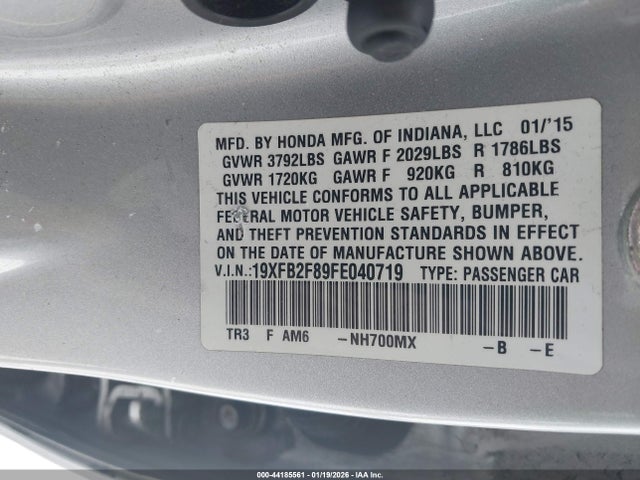 MFD. BY HONDA MFG. OF INDIANA, LLC 01/'15
GVWR 3792LBS GAWR F 2029LBS R 1786LBS
GVWR 1720KG GAWR F 920KG R 810KG
THIS VEHICLE CONFORMS TO ALL APPLICABLE
FEDERAL MOTOR VEHICLE SAFETY, BUMPER,
AND THEFT PREVENTION STANDARDS IN EFFECT
ON THE DATE OF MANUFACTURE SHOWN ABOVE.
V.I.N.:19XFB2F89FE040719 TYPE: PASSENGER CAR
TR3 F AM6 -NH700MX -B -E
000-44185561 - 01/19/2026 - IAA Inc.